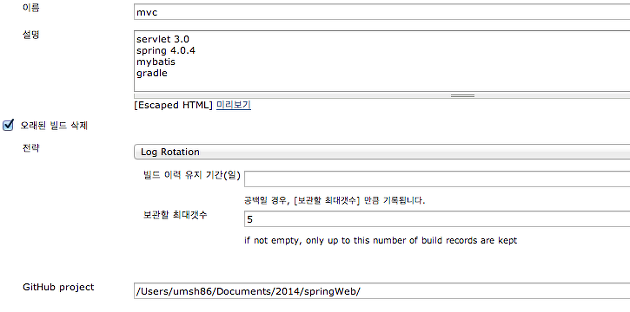 이름
mvc
설명
servlet 3.0
spring 4.0.4
mybatis
gradle
[Escaped HTML] 미리보기
오래된 빌드 삭제
전략
Log Rotation
빌드 이력 유지 기간(일)
공백일 경우, [보관할 최대갯수] 만큼 기록됩니다.
보관할 최대갯수
5
if not empty, only up to this number of build records are kept
GitHub project
/Users/umsh86/Documents/2014/springWeb/